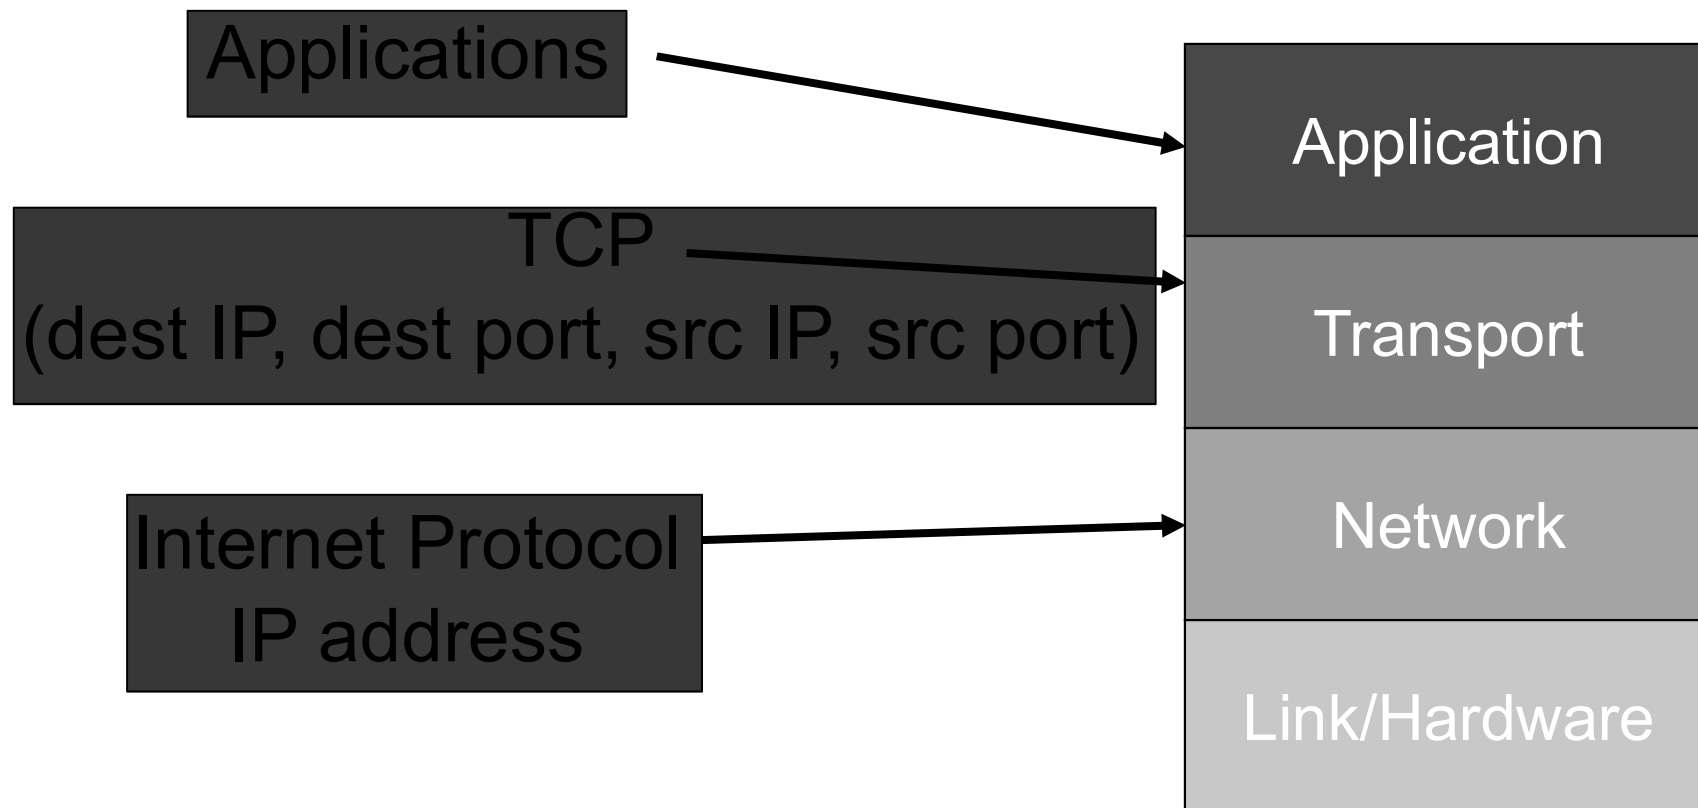 Applications
TCP
(dest IP, dest port, src IP, src port)
Internet Protocol
IP address
Application
Transport
Network
Link/Hardware